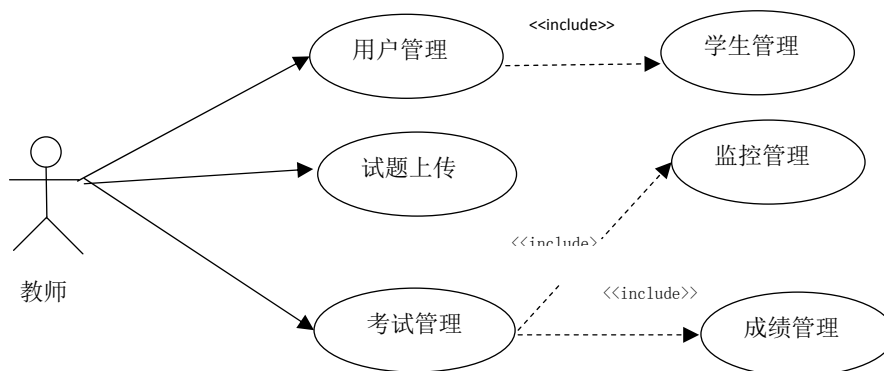 用户管理
<<include>>
学生管理
试题上传
监控管理
<<include>
教师
考试管理
<<include>>
成绩管理